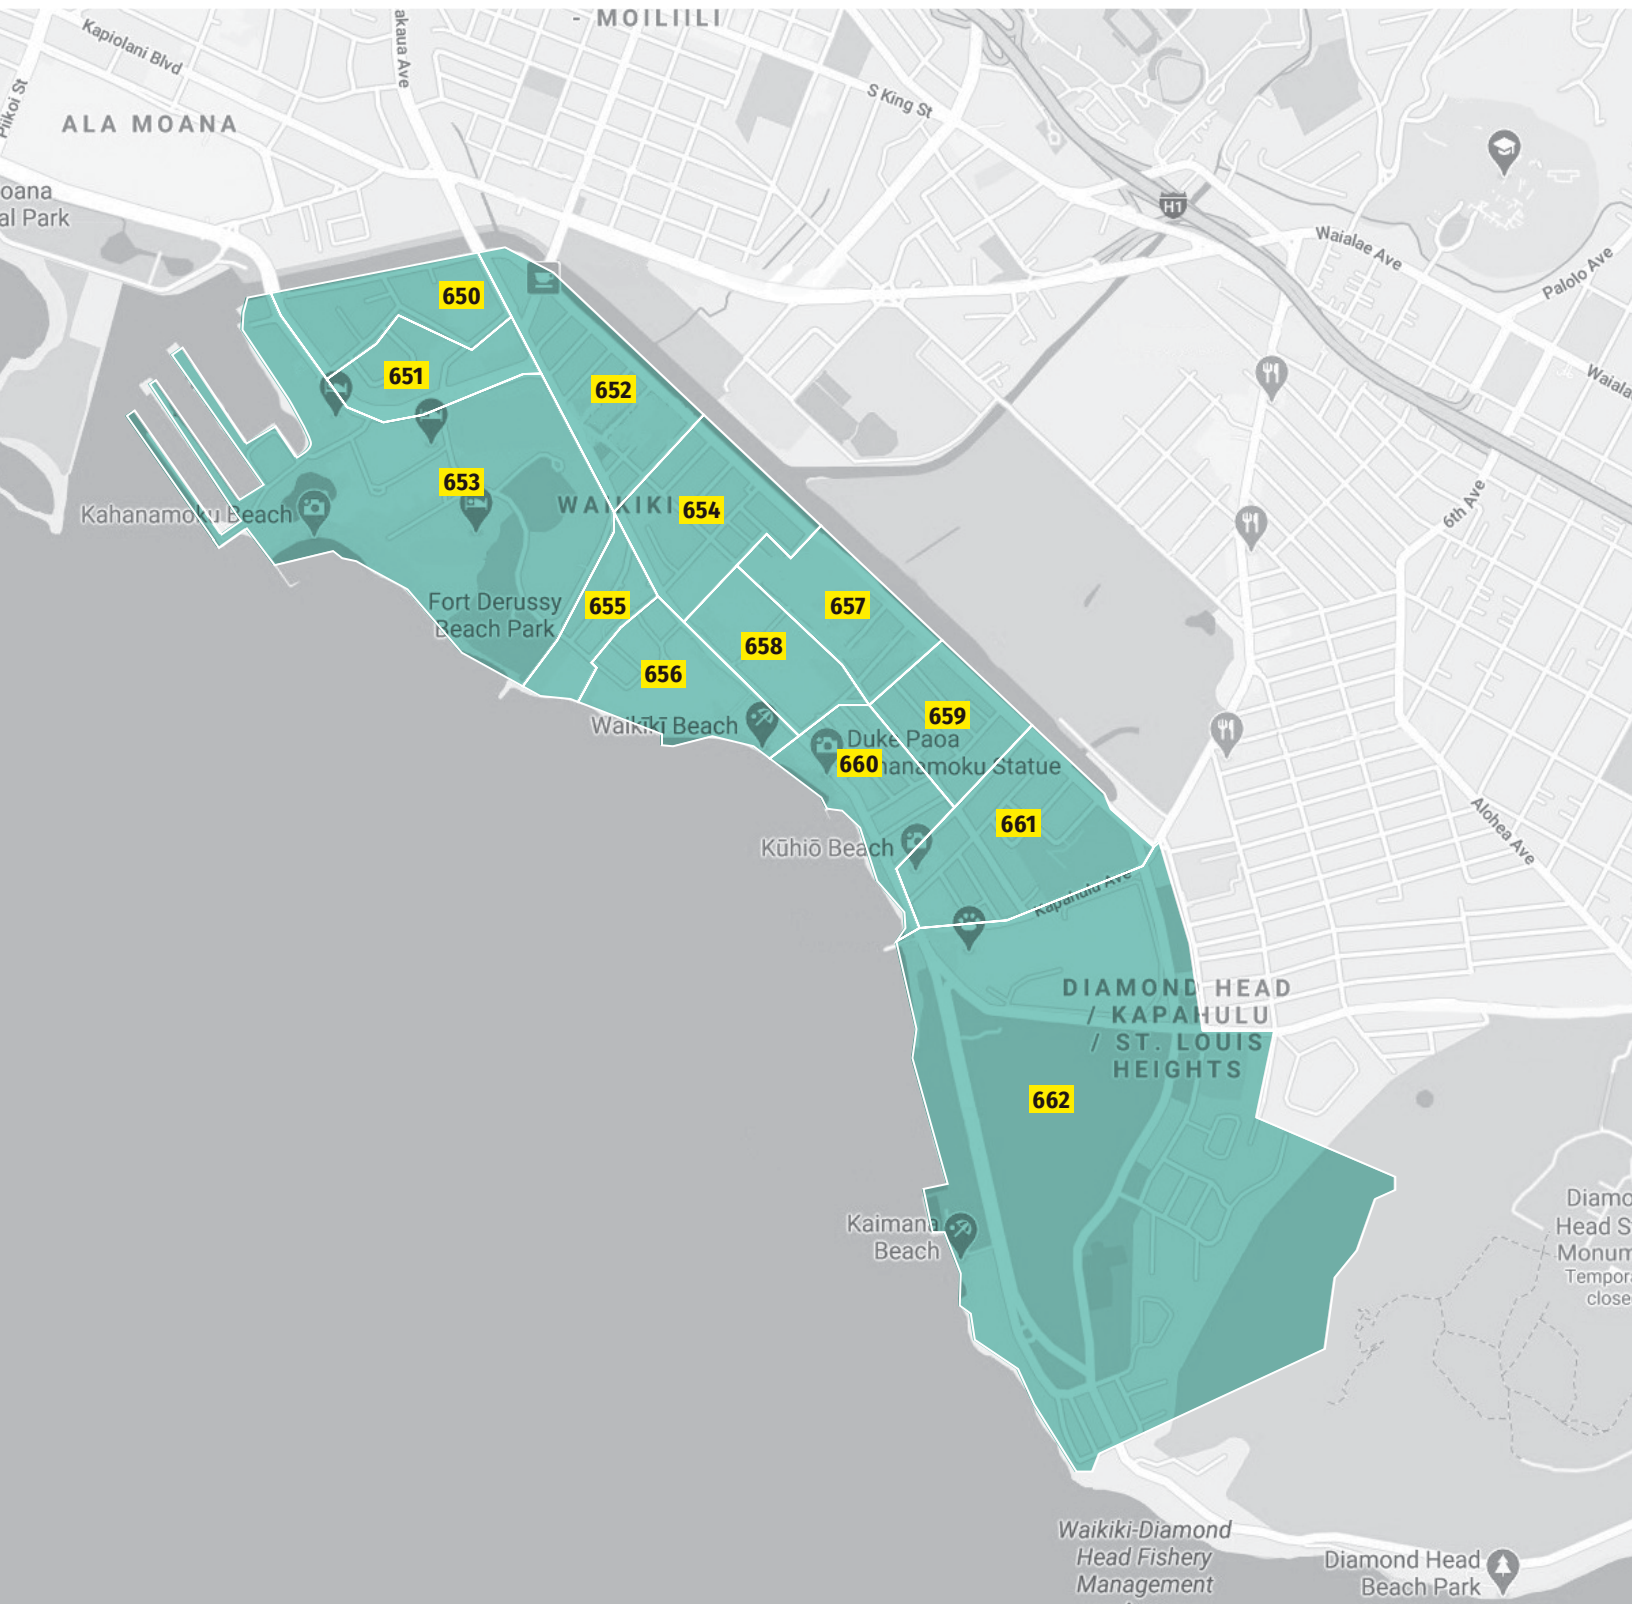 - MOILIILI
Kapiolani Blvd
akaua Ave
Piikoi St
S King St
ALA MOANA
oana
al Park
H1
Waialae Ave
Palolo Ave
650
651
652
Waiala
653
Kahanamoku Beach
WAIKIKI
654
6th Ave
Fort Derussy
Beach Park
655
657
658
656
Waikīkī Beach
659
Duke Paoa
660
hanamoku Statue
661
Kūhiō Beach
Alohea Ave
Kapahulu Ave
DIAMOND HEAD
/ KAPAHULU
/ ST. LOUIS
HEIGHTS
662
Kaimana
Beach
Diamo
Head S
Monum
Tempora
close
Waikiki-Diamond
Head Fishery
Management
Diamond Head
Beach Park